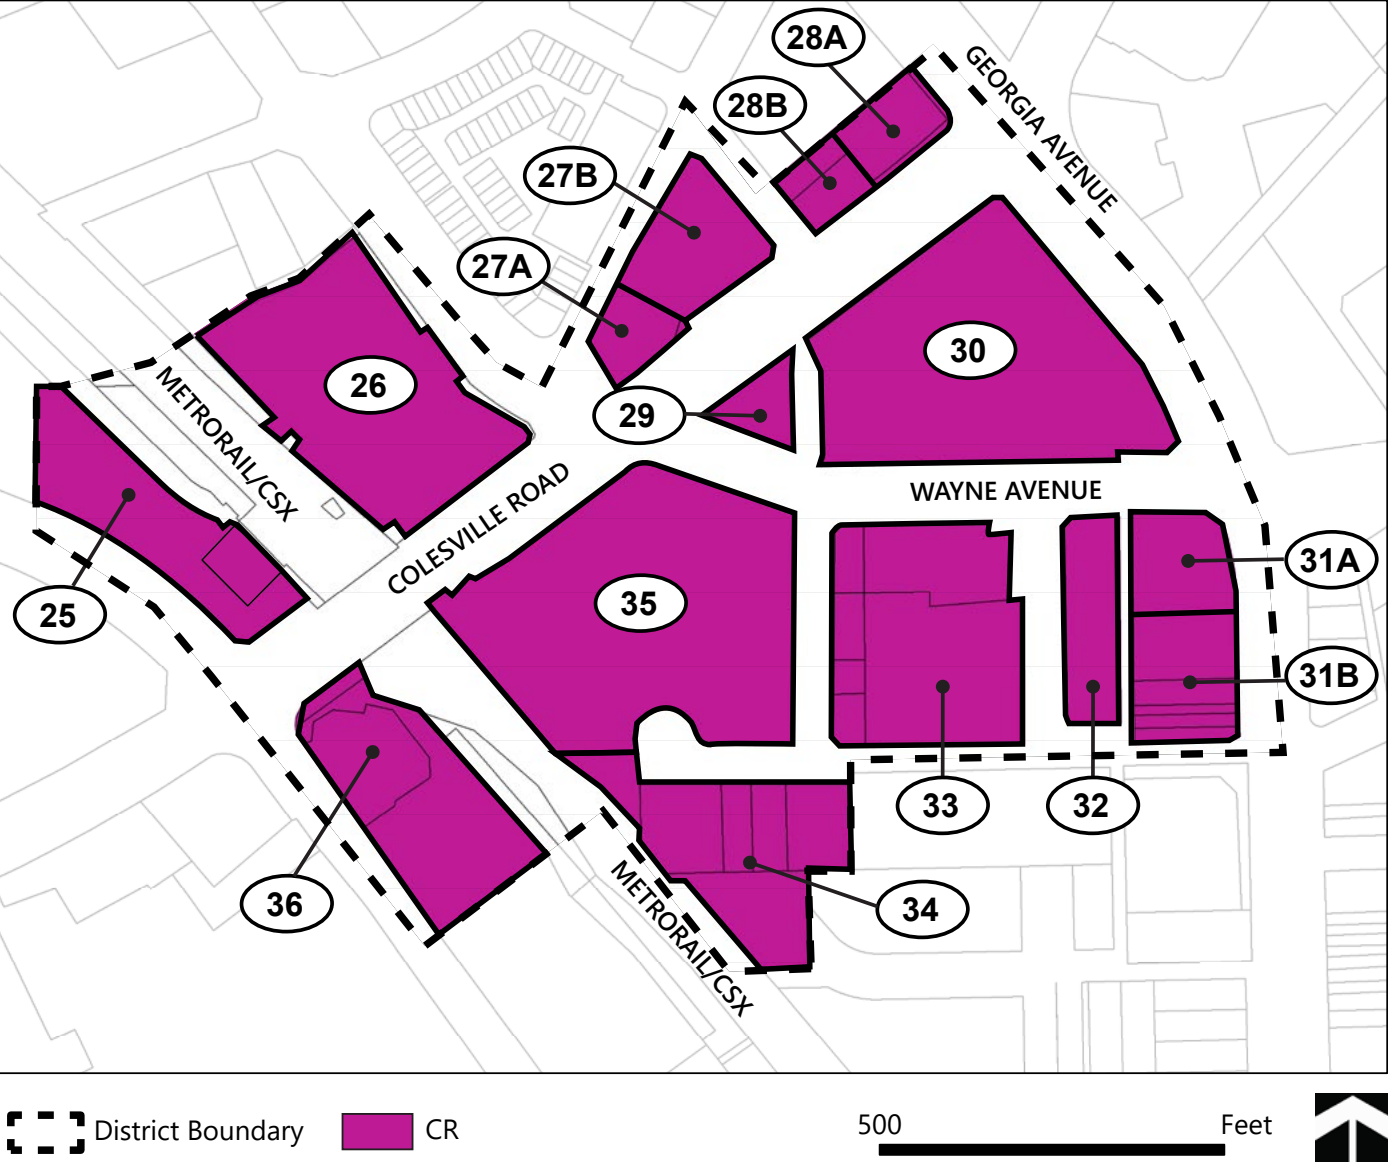 28A
GEORGIA AVENUE
28B
27B
27A
30
26
METRORAIL/CSX
29
COLESVILLE ROAD
WAYNE AVENUE
31A
35
25
31B
33
32
36
METRORAIL/CSX
34
District Boundary
CR
500 Feet